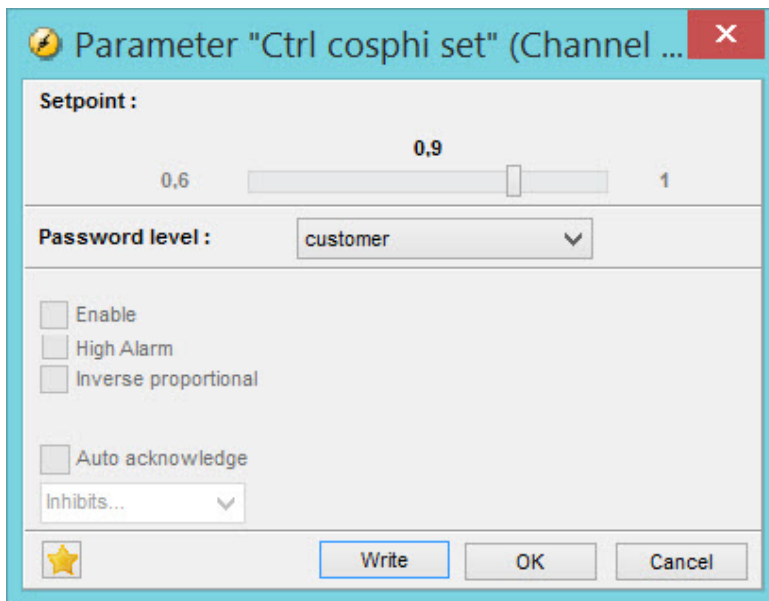 Parameter "Ctrl cosphi set" (Channel ...
Setpoint :
0,9
0,6 1
Password level : customer
Enable
High Alarm
Inverse proportional
Auto acknowledge
Inhibits...
Write OK Cancel